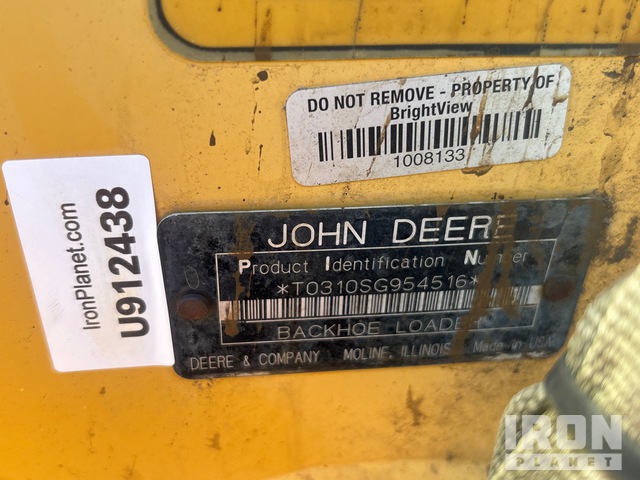 DO NOT REMOVE - PROPERTY OF
BrightView
1008133
IronPlanet.com
U912438
JOHN DEERE
Product Identification Number
*T0310SG954516*
BACKHOE LOADER
DEERE & COMPANY MOLINE, ILLINOIS Made in USA
IRON
PLANET